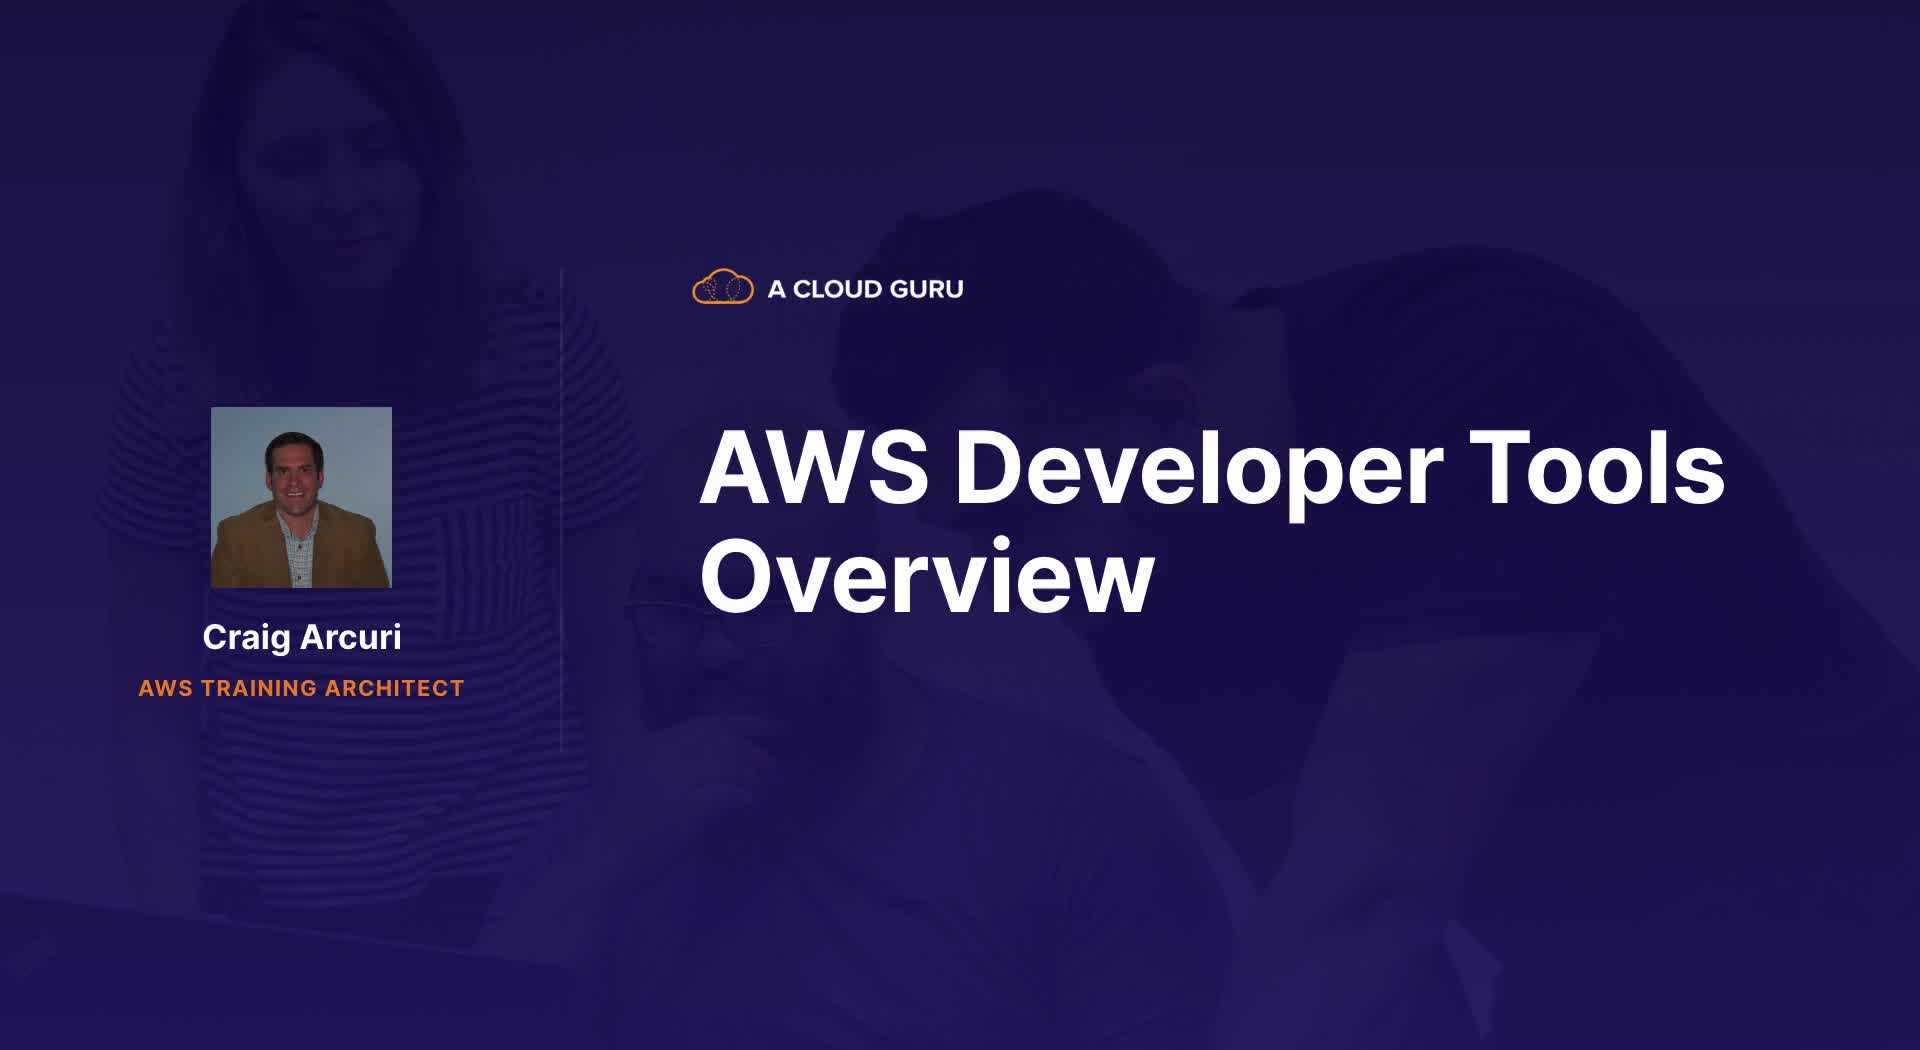 A CLOUD GURU
AWS Developer Tools
Overview
Craig Arcuri
AWS TRAINING ARCHITECT